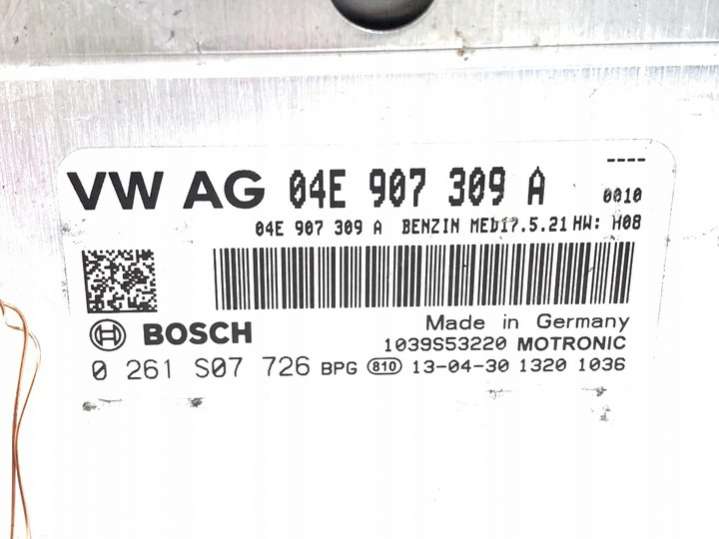 ----
VW AG 04E 907 309 A 0010
04E 907 309 A BENZIN MED17.5.21 HW: H08
BOSCH
Made in Germany
1039S53220 MOTRONIC
0 261 S07 726 BPG 810 13-04-30 1320 1036